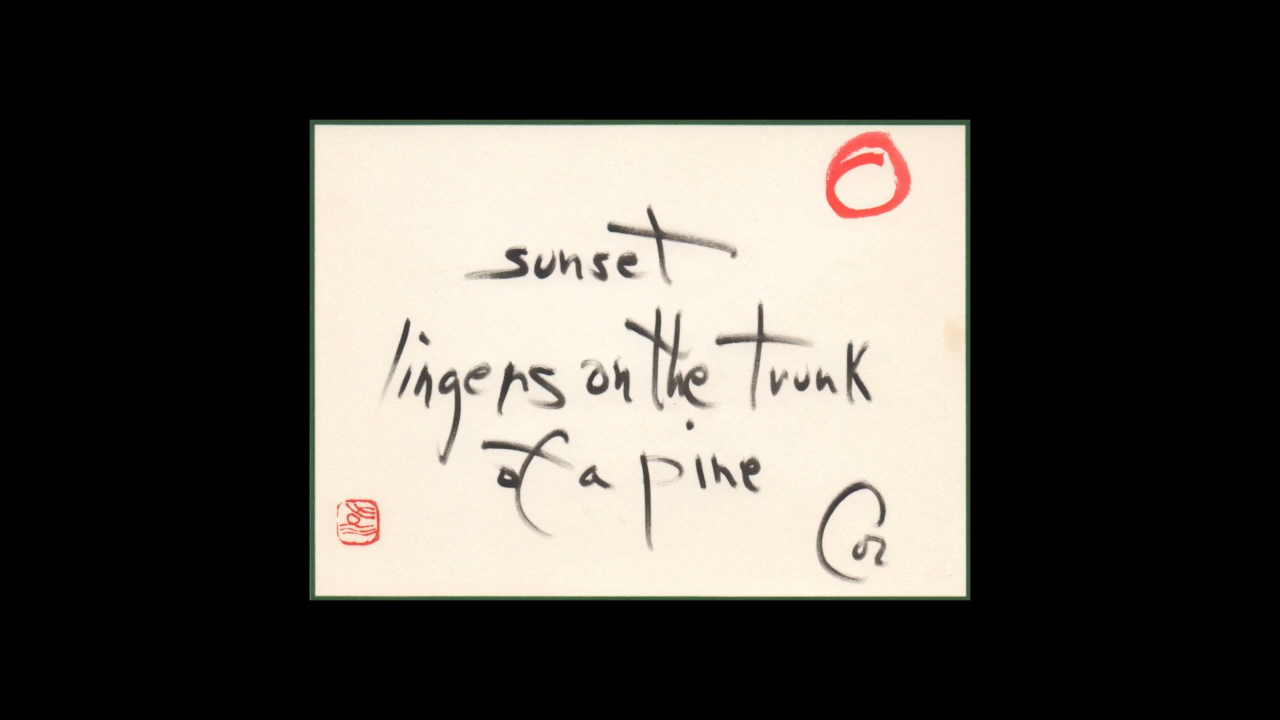 sunset
lingers on the trunk
of a pine
Cor